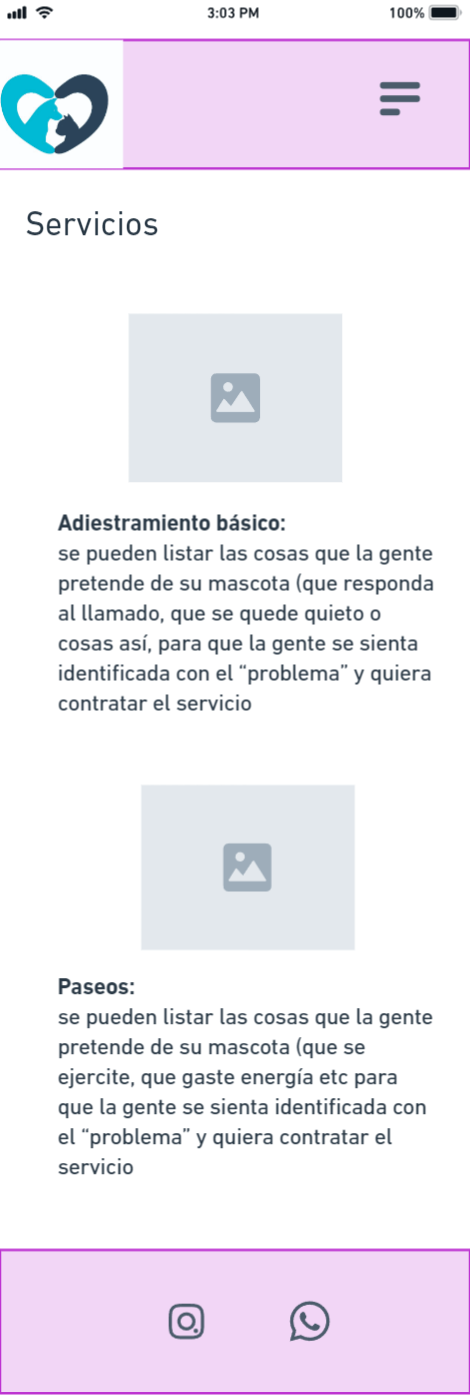 3:03 PM
100%
Servicios
Adiestramiento básico:
se pueden listar las cosas que la gente
pretende de su mascota (que responda
al llamado, que se quede quieto o
cosas así, para que la gente se sienta
identificada con el “problema” y quiera
contratar el servicio
Paseos:
se pueden listar las cosas que la gente
pretende de su mascota (que se
ejercite, que gaste energía etc para
que la gente se sienta identificada con
el “problema” y quiera contratar el
servicio